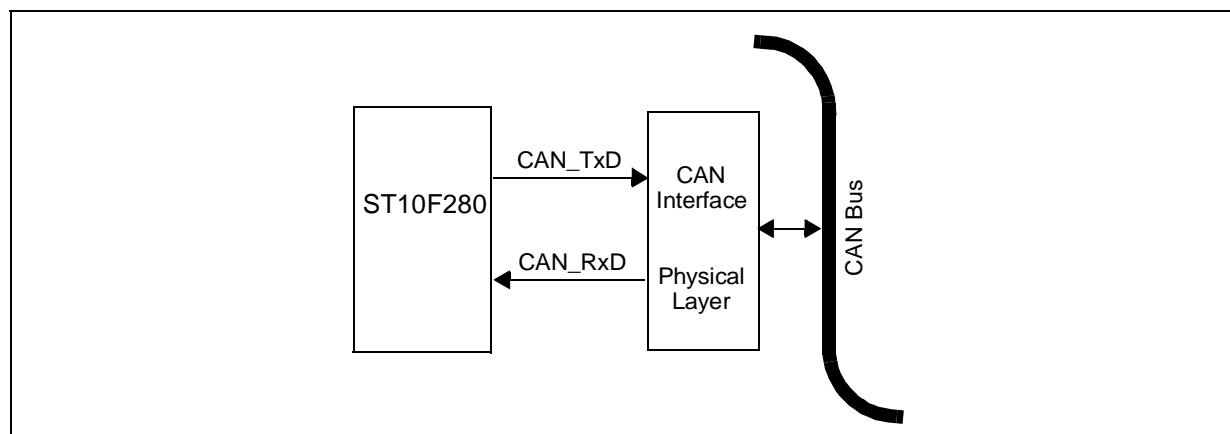 CAN_TxD
ST10F280
CAN
Interface
CAN_RxD
Physical
Layer
CAN Bus